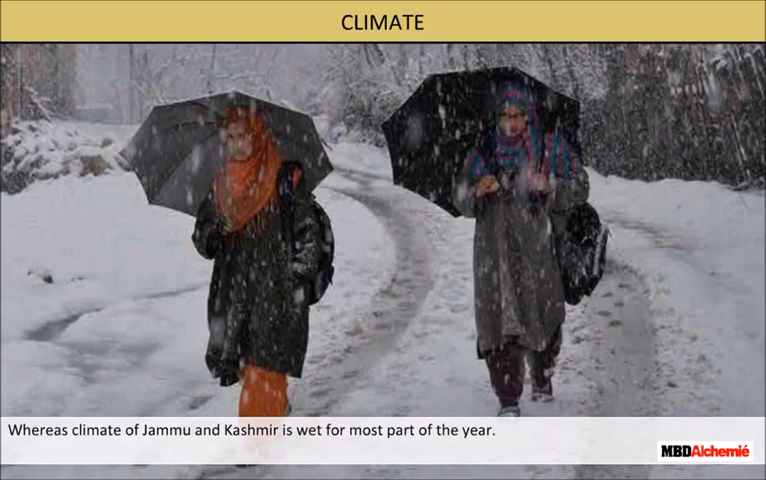 CLIMATE
Whereas climate of Jammu and Kashmir is wet for most part of the year.
MBDAlchemié